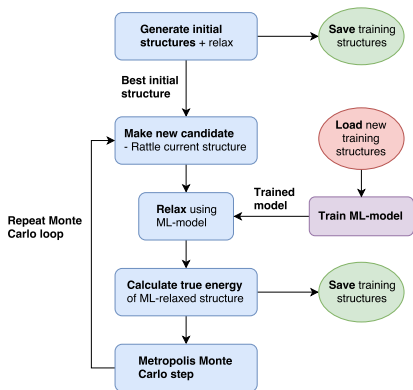 Generate initial
structures + relax
Save training
structures
Best initial
structure
Make new candidate
- Rattle current structure
Load new
training
structures
Repeat Monte
Carlo loop
Relax using
ML-model
Trained
model
Train ML-model
Calculate true energy
of ML-relaxed structure
Save training
structures
Metropolis Monte
Carlo step